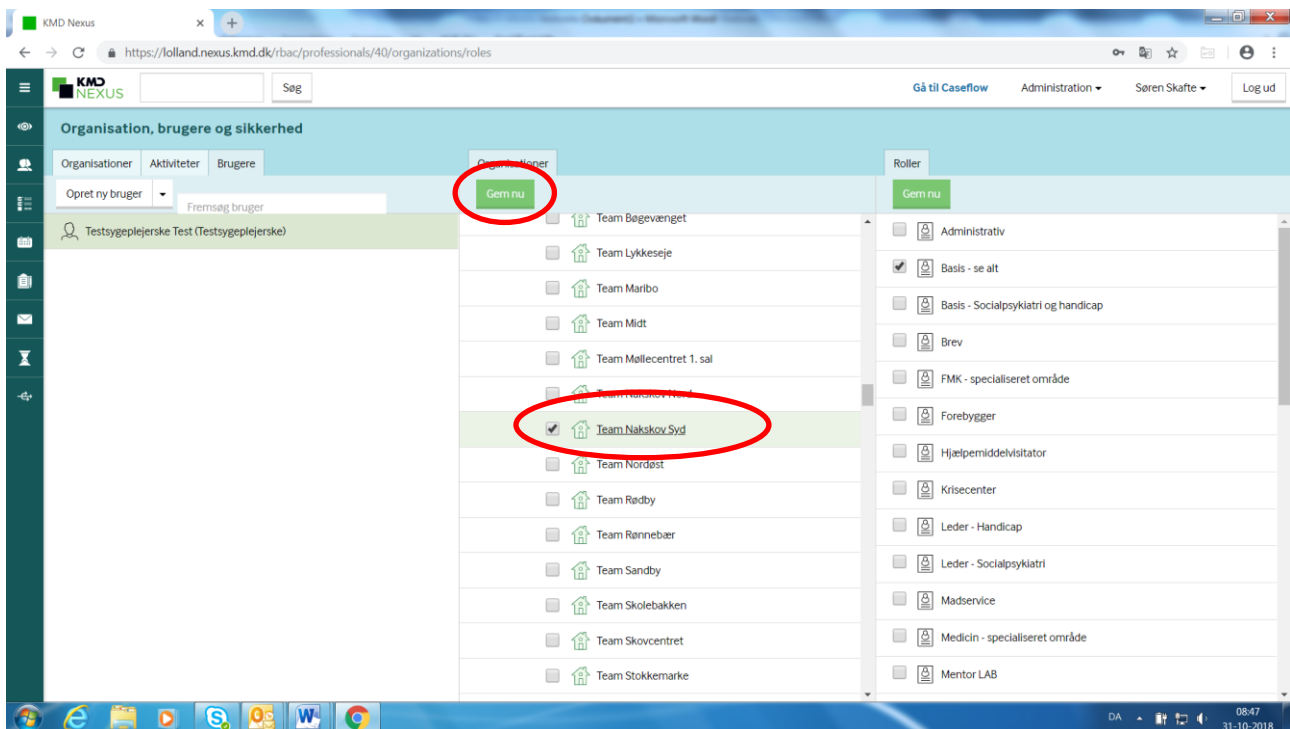 KMD Nexus
https://lolland.nexus.kmd.dk/rbac/professionals/40/organizations/roles
KMD NEXUS
Søg
Gå til Caseflow
Administration
Søren Skafte
Log ud
Organisation, brugere og sikkerhed
Organisationer Aktiviteter Brugere
Opret ny bruger
Fremsøg bruger
Testsygeplejerske Test (Testsygeplejerske)
Organisationer
Gem nu
Team Bøgevænget
Team Lykkeseje
Team Maribo
Team Midt
Team Møllecentret 1. sal
Team Nakskov Nord
Team Nakskov Syd
Team Nordøst
Team Rødby
Team Rønnebær
Team Sandby
Team Skolebakken
Team Skovcentret
Team Stokkemarke
Roller
Gem nu
Administrativ
Basis - se alt
Basis - Socialpsykiatri og handicap
Brev
FMK - specialiseret område
Forebygger
Hjælpemiddelvisitator
Krisecenter
Leder - Handicap
Leder - Socialpsykiatri
Madservice
Medicin - specialiseret område
Mentor LAB
DA
08:47
31-10-2018